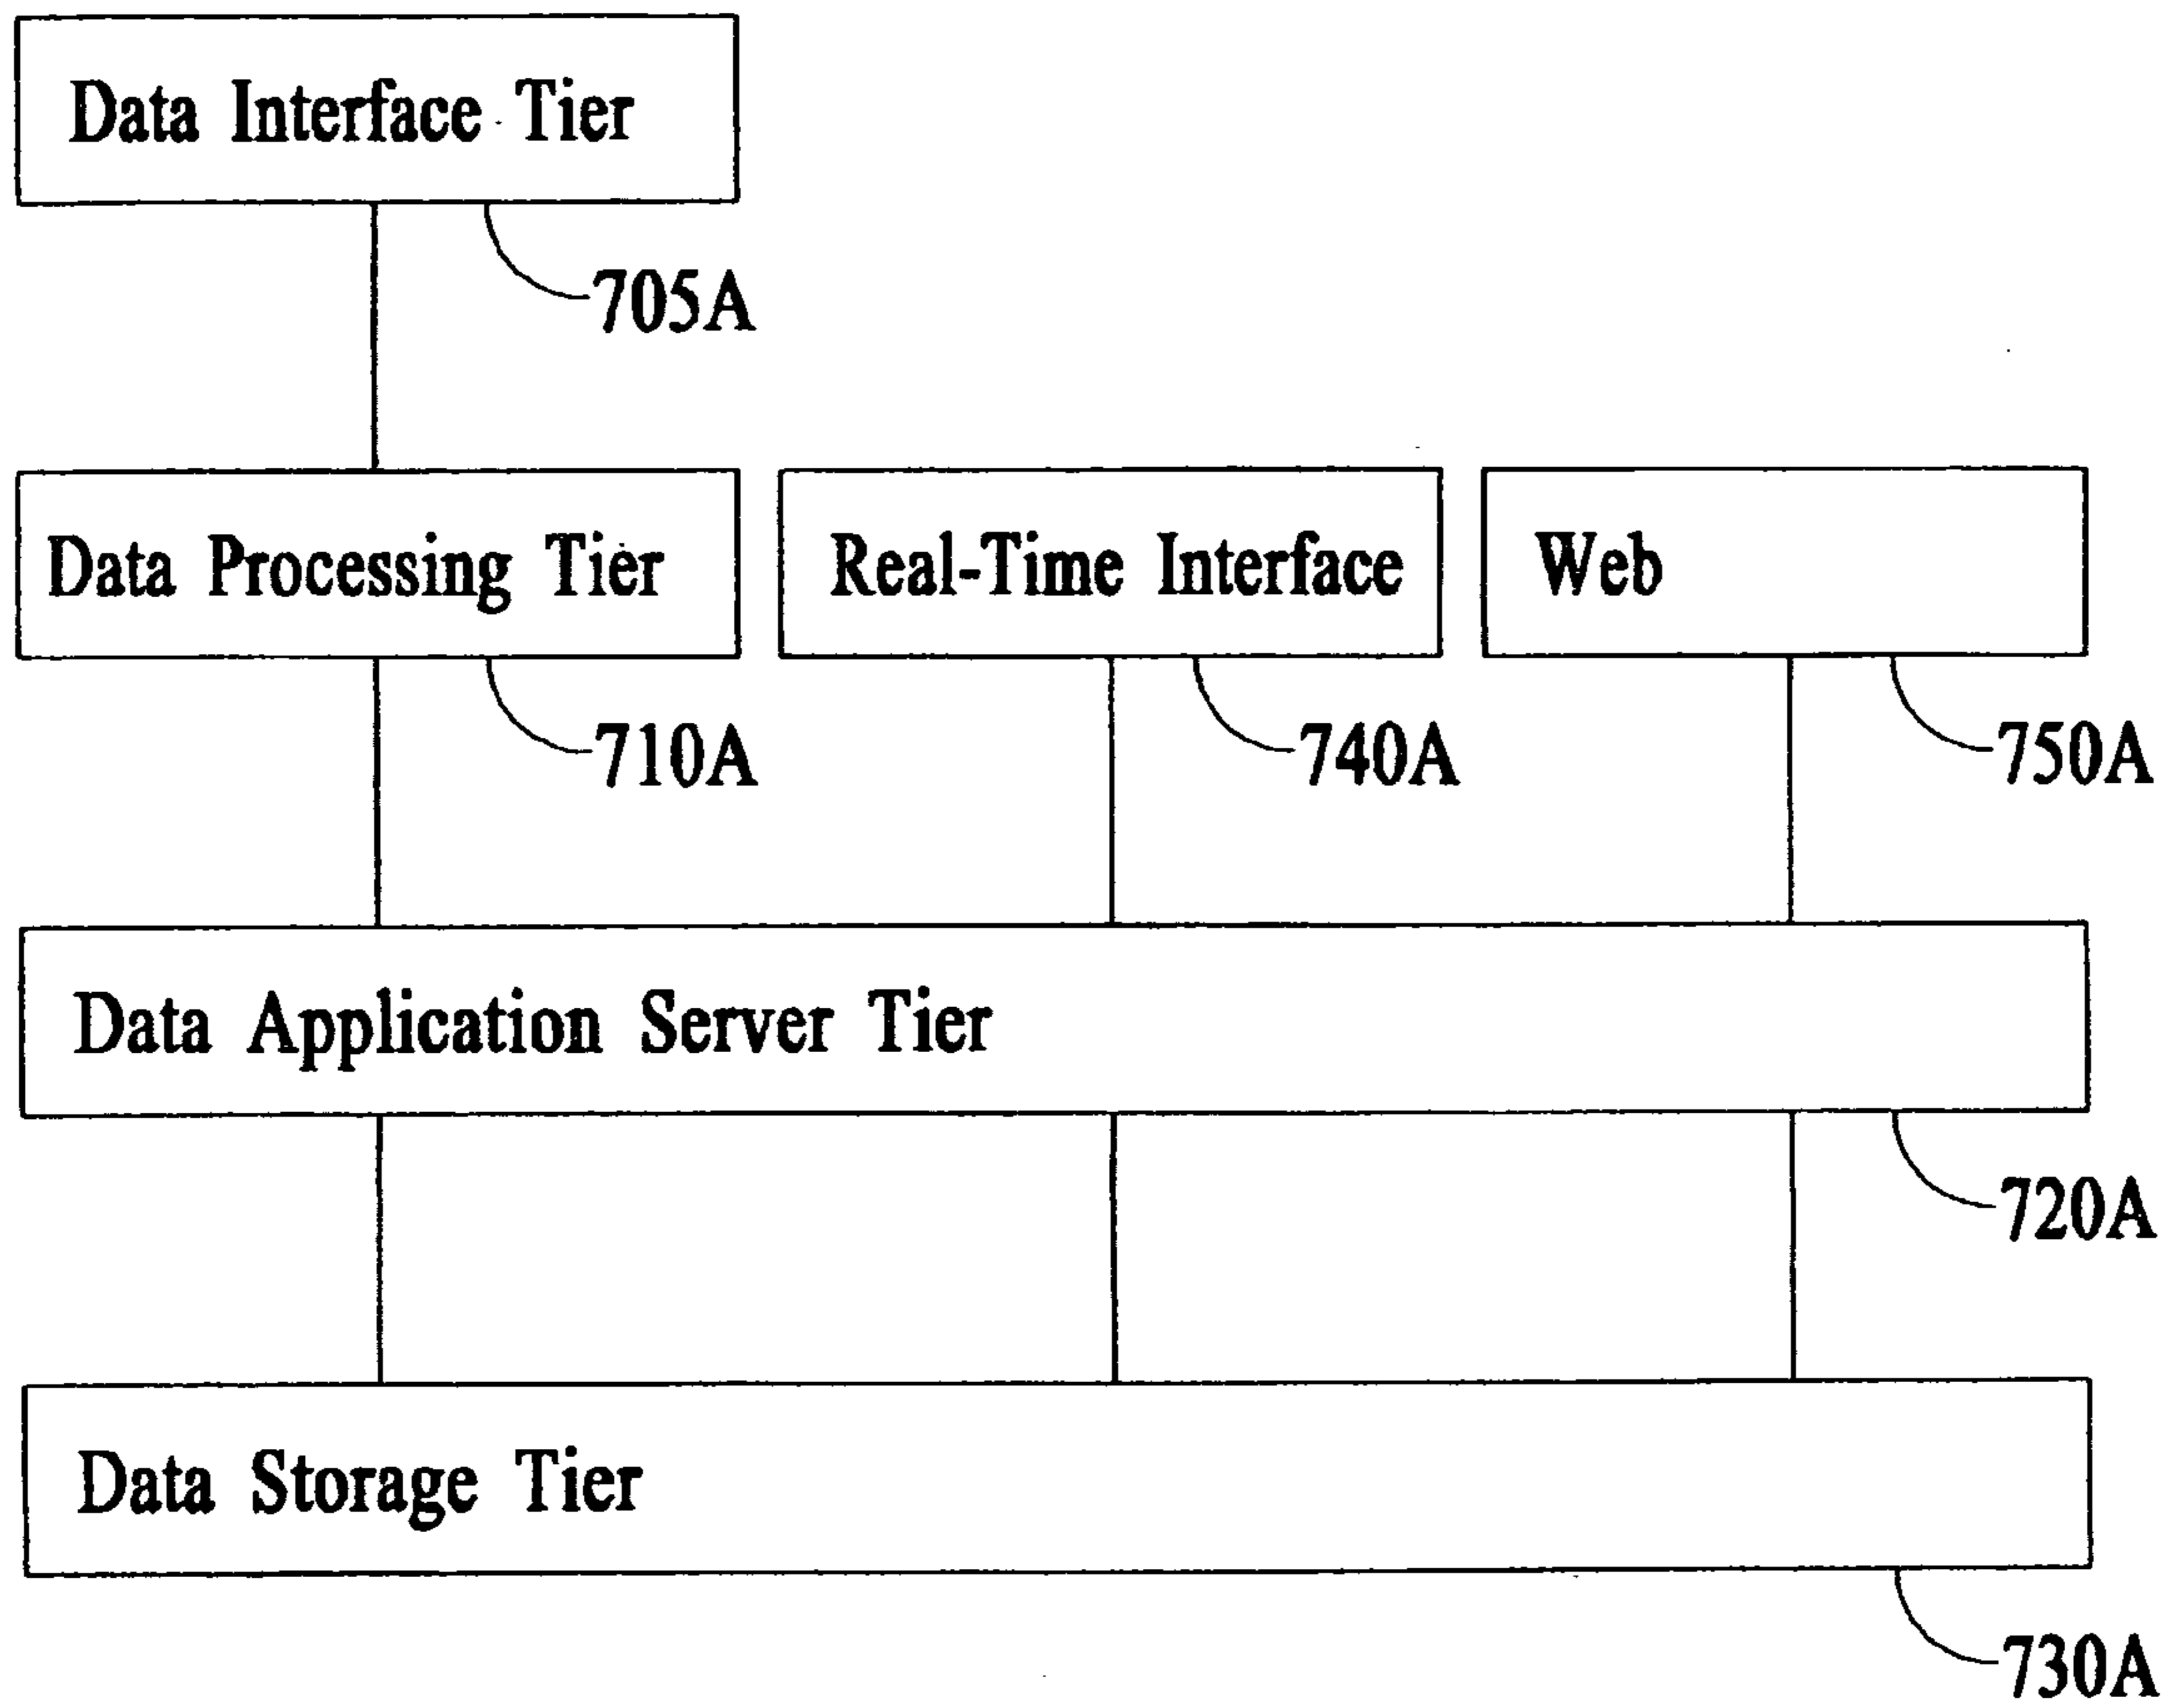 Data Interface Tier
705A
Data Processing Tier
Real-Time Interface
Web
710A
740A
750A
Data Application Server Tier
720A
Data Storage Tier
730A